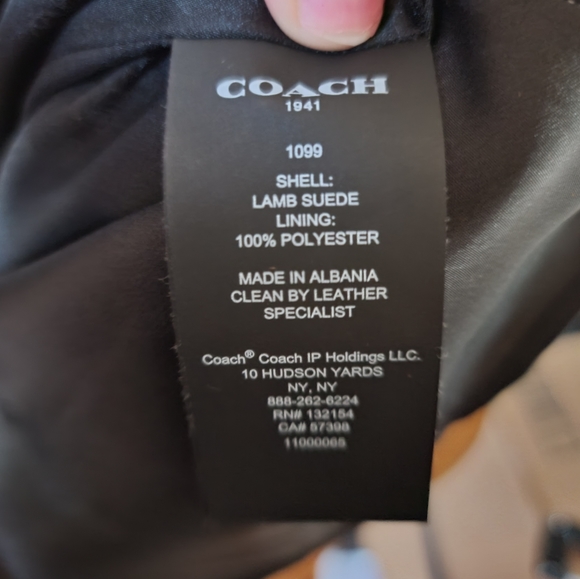 COACH
1941
1099
SHELL:
LAMB SUEDE
LINING:
100% POLYESTER
MADE IN ALBANIA
CLEAN BY LEATHER
SPECIALIST
Coach® Coach IP Holdings LLC.
10 HUDSON YARDS
NY, NY
888-262-6224
RN# 132154
CA# 57398
11000065